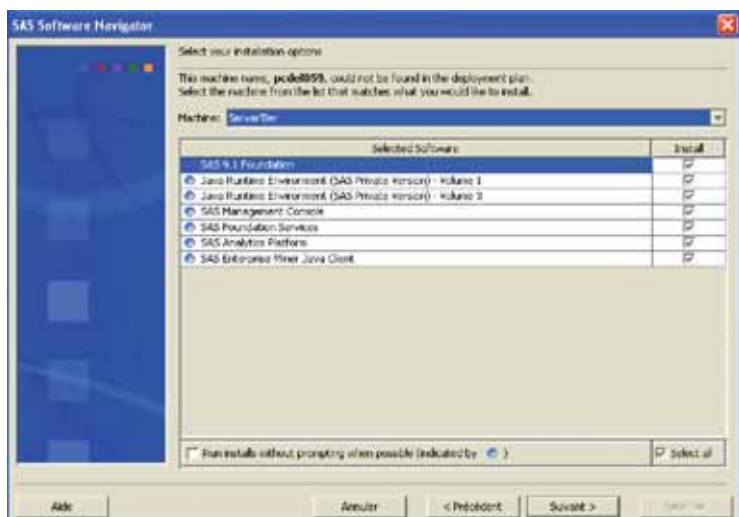 SAS Software Navigator
Select your installation options
This machine name, pcdell059, could not be found in the deployment plan.
Select the machine from the list that matches what you would like to install.
Machine: ServerTier
Selected Software Install
SAS 9.1 Foundation
Java Runtime Environment (SAS Private Version) - Volume 1
Java Runtime Environment (SAS Private Version) - Volume 3
SAS Management Console
SAS Foundation Services
SAS Analytics Platform
SAS Enterprise Miner Java Client
Run installs without prompting when possible (indicated by )
Select all
Aide Annuler < Précédent Suivant >